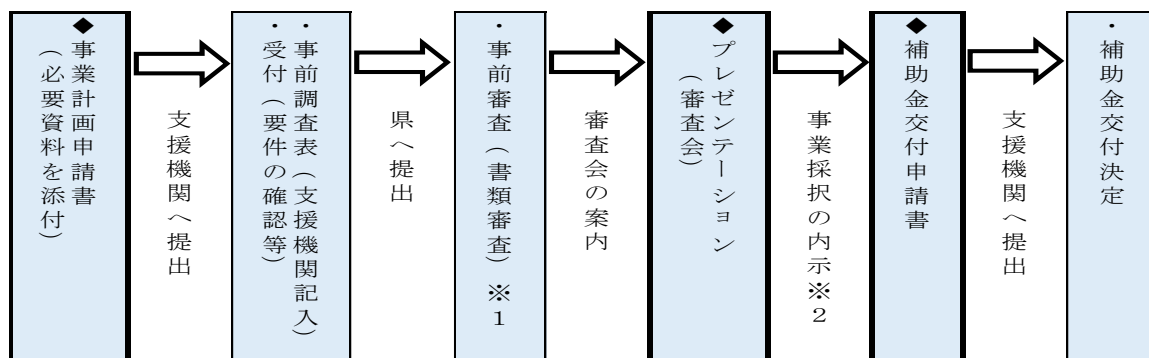 ◆事業計画申請書
（必要資料を添付）
支援機関へ提出
・事前調査表（支援機関記入）
・受付（要件の確認等）
県へ提出
・事前審査（書類審査）※1
審査会の案内
◆プレゼンテーション
（審査会）
事業採択の内示※2
◆補助金交付申請書
支援機関へ提出
・補助金交付決定